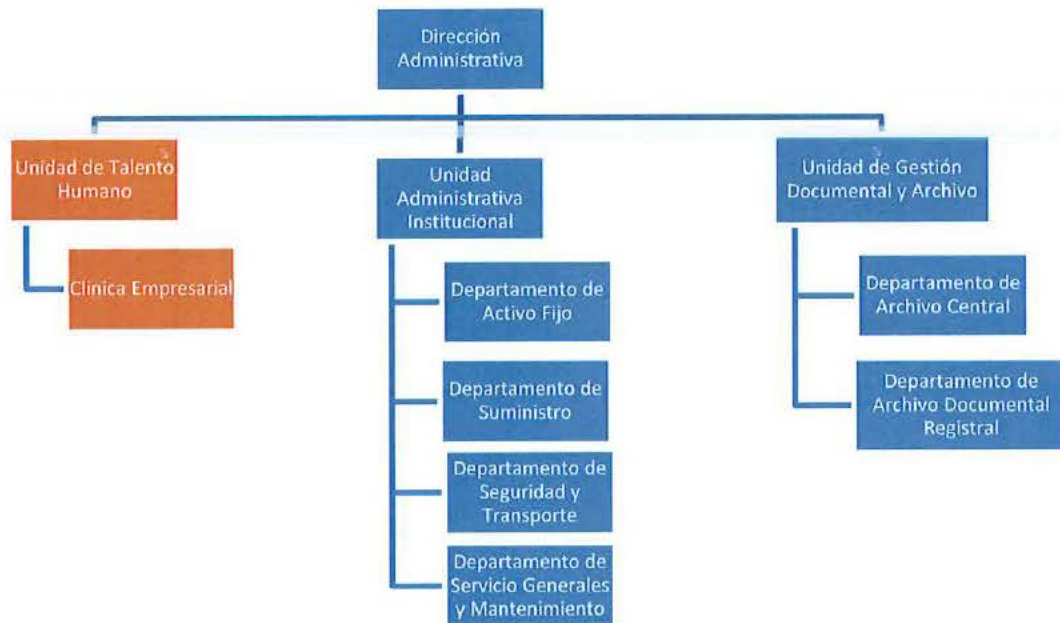 Dirección
Administrativa
Unidad de Talento
Humano
Clínica Empresarial
Unidad
Administrativa
Institucional
Departamento de
Activo Fijo
Departamento de
Suministro
Departamento de
Seguridad y
Transporte
Departamento de
Servicio Generales
y Mantenimiento
Unidad de Gestión
Documental y Archivo
Departamento de
Archivo Central
Departamento de
Archivo Documental
Registral